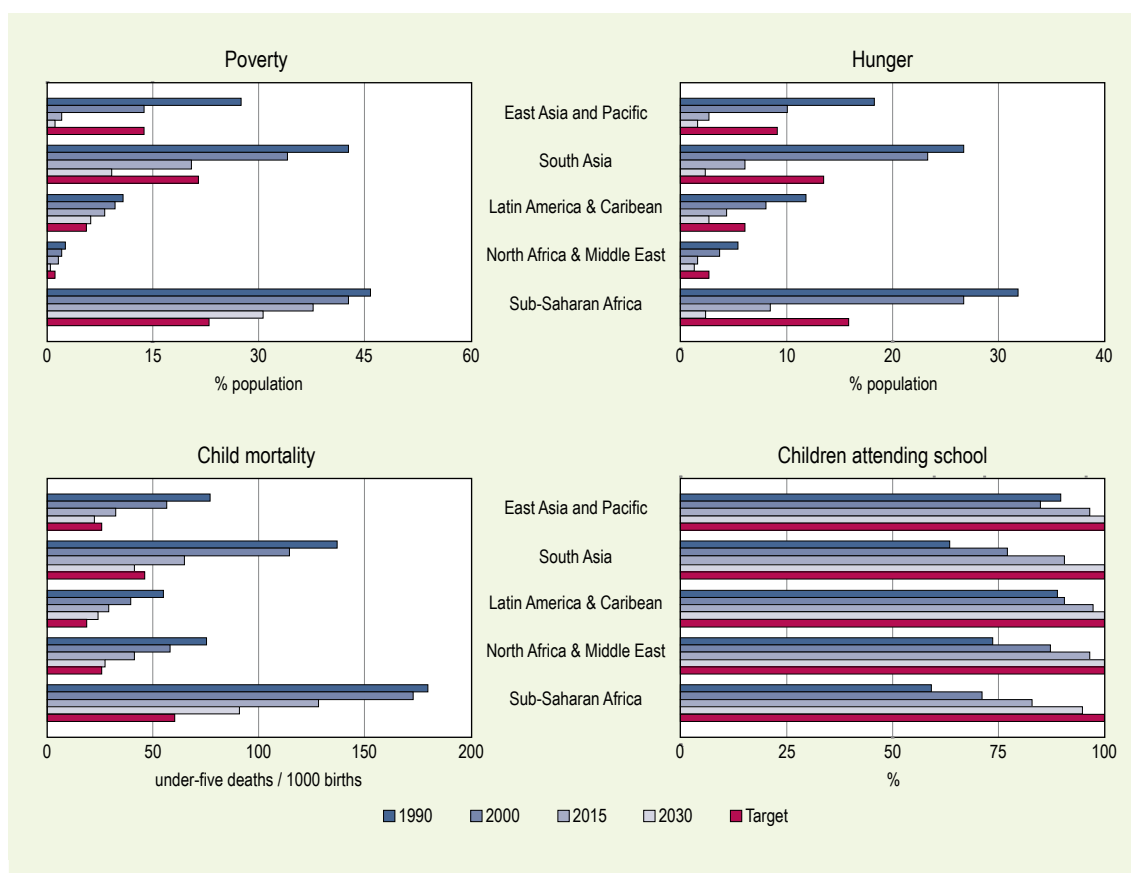 Poverty
Hunger
East Asia and Pacific
South Asia
Latin America & Caribean
North Africa & Middle East
Sub-Saharan Africa
0 15 30 45 60
% population
0 10 20 30 40
% population
Child mortality
Children attending school
East Asia and Pacific
South Asia
Latin America & Caribean
North Africa & Middle East
Sub-Saharan Africa
0 50 100 150 200
under-five deaths / 1000 births
0 25 50 75 100
%
1990 2000 2015 2030 Target